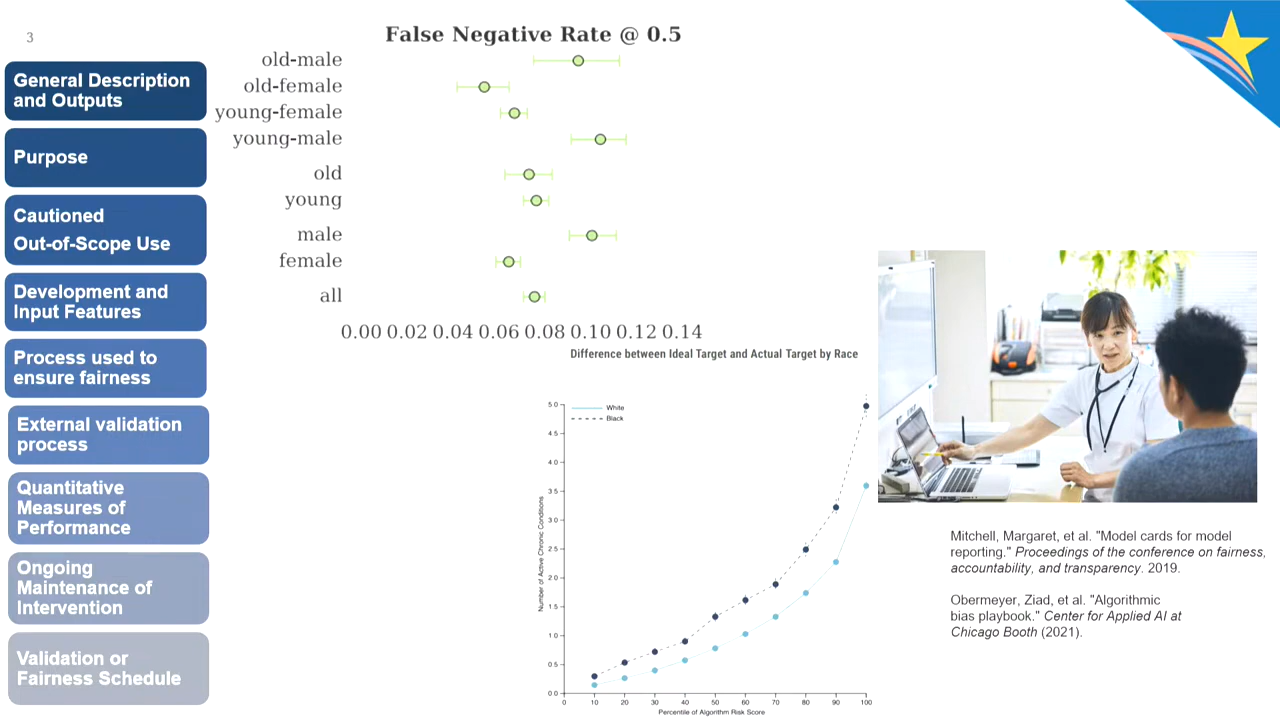 3
General Description
and Outputs
Purpose
Cautioned
Out-of-Scope Use
Development and
Input Features
Process used to
ensure fairness
External validation
process
Quantitative
Measures of
Performance
Ongoing
Maintenance of
Intervention
Validation or
Fairness Schedule
False Negative Rate @ 0.5
old-male
old-female
young-female
young-male
old
young
male
female
all
0.00 0.02 0.04 0.06 0.08 0.10 0.12 0.14
Difference between Ideal Target and Actual Target by Race
White
Black
Number of Active Chronic Conditions
5 0
4 5
4 0
3 5
3 0
2 5
2 0
1 5
1 0
0 5
0 0
0 10 20 30 40 50 60 70 80 90 100
Percentile of Algorithm Risk Score
Mitchell, Margaret, et al. "Model cards for model
reporting." Proceedings of the conference on fairness,
accountability, and transparency. 2019.
Obermeyer, Ziad, et al. "Algorithmic
bias playbook." Center for Applied AI at
Chicago Booth (2021).